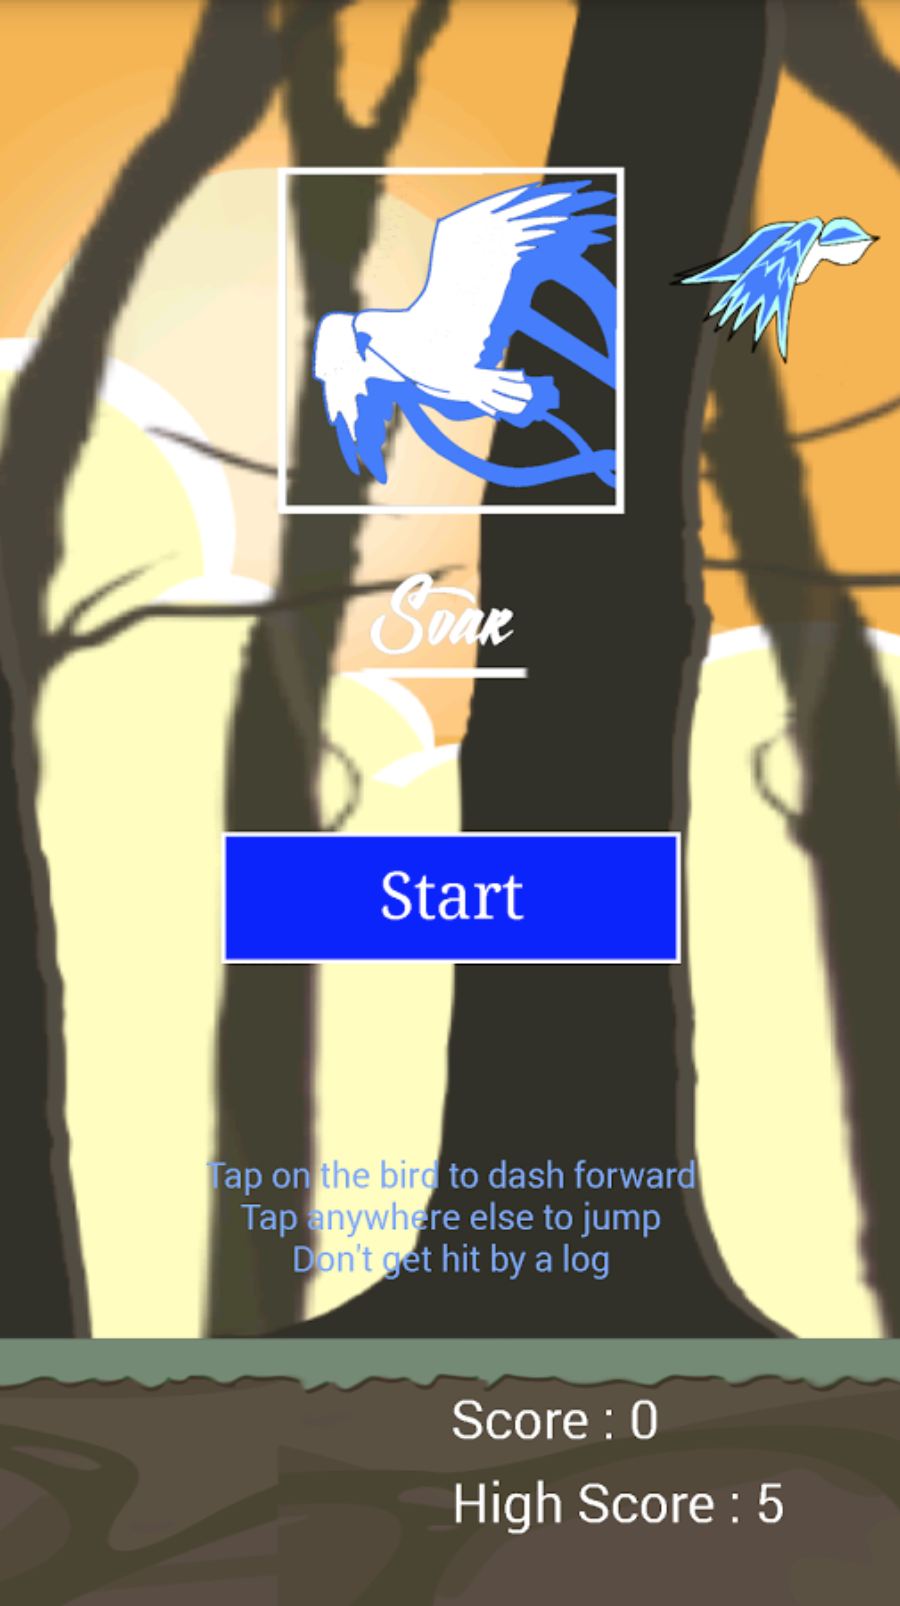 Soar
Start
Tap on the bird to dash forward
Tap anywhere else to jump
Don't get hit by a log
Score : 0
High Score : 5